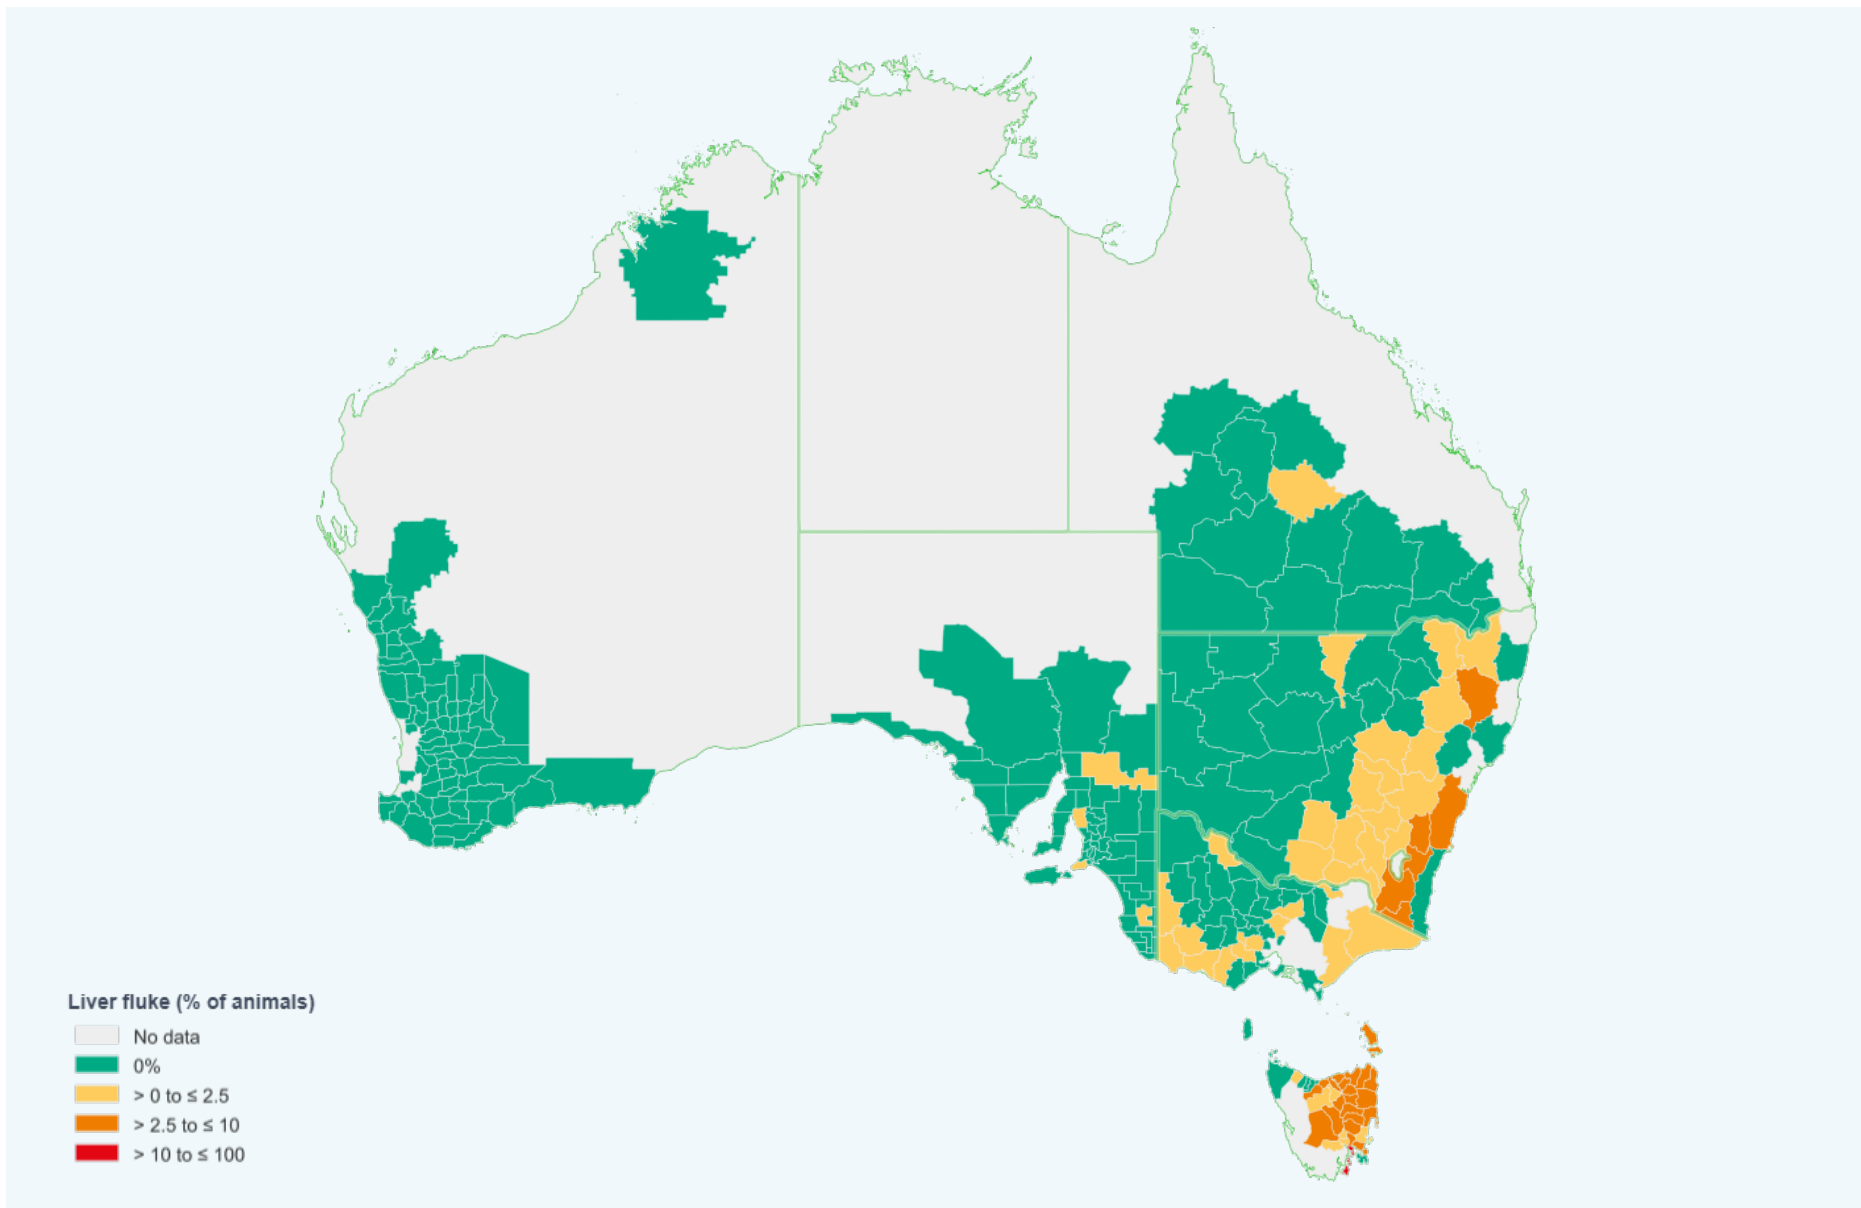 Liver fluke (% of animals)
No data
0%
> 0 to ≤ 2.5
> 2.5 to ≤ 10
> 10 to ≤ 100